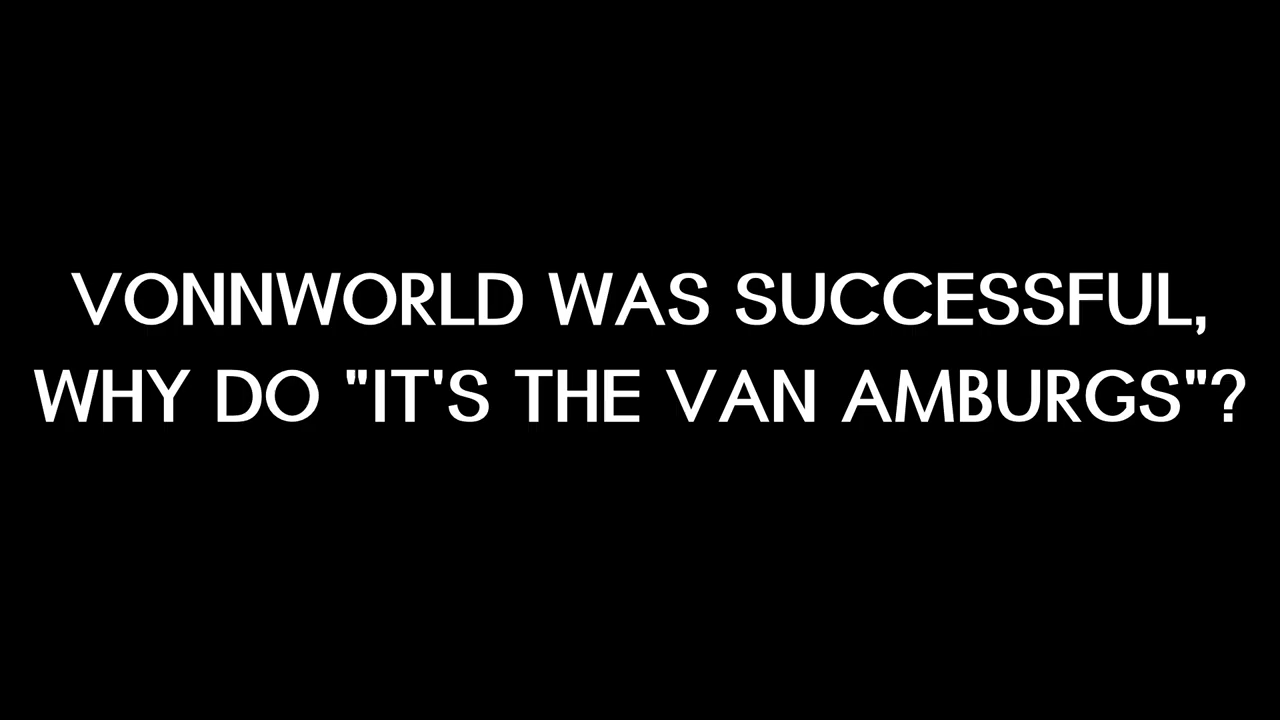 VONNWORLD WAS SUCCESSFUL,
WHY DO "IT'S THE VAN AMBURGS"?